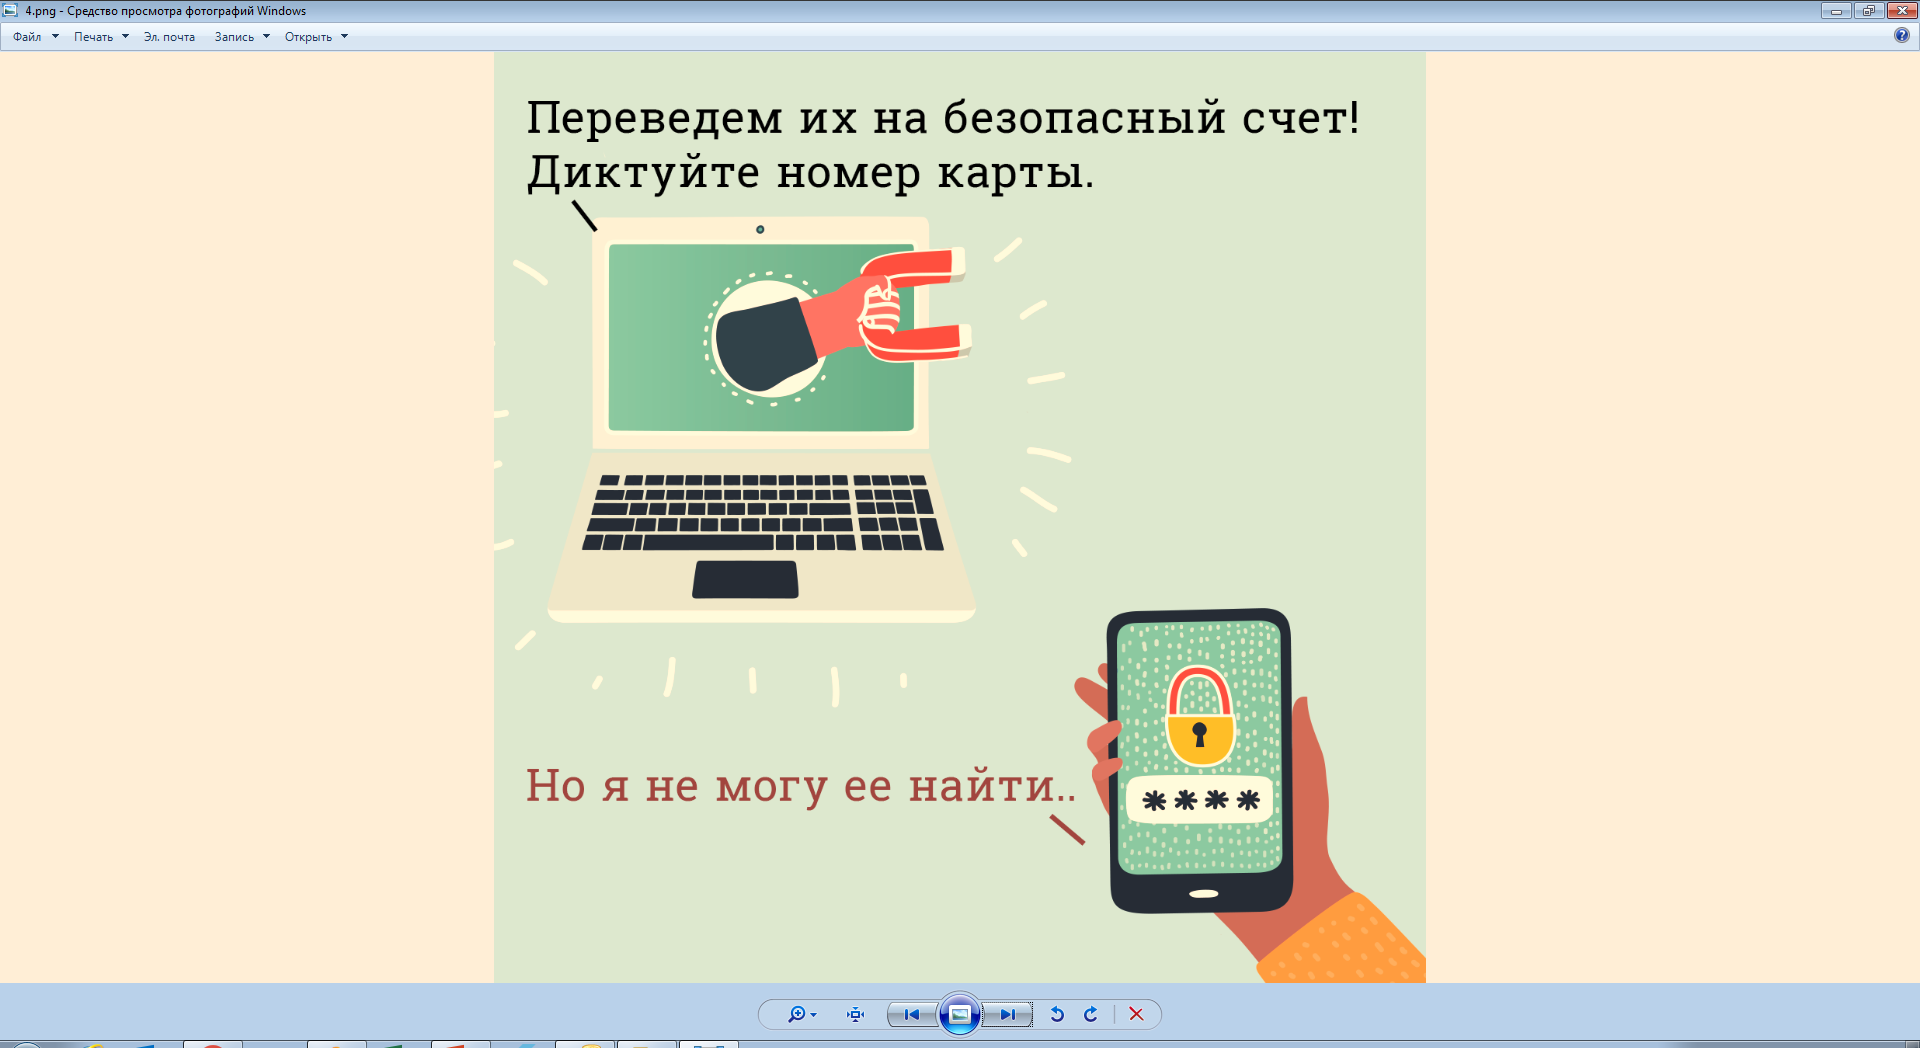 4.png - Средство просмотра фотографий Windows
Файл Печать Эл. почта Запись Открыть
Переведем их на безопасный счет!
Диктуйте номер карты.
Но я не могу ее найти..
****